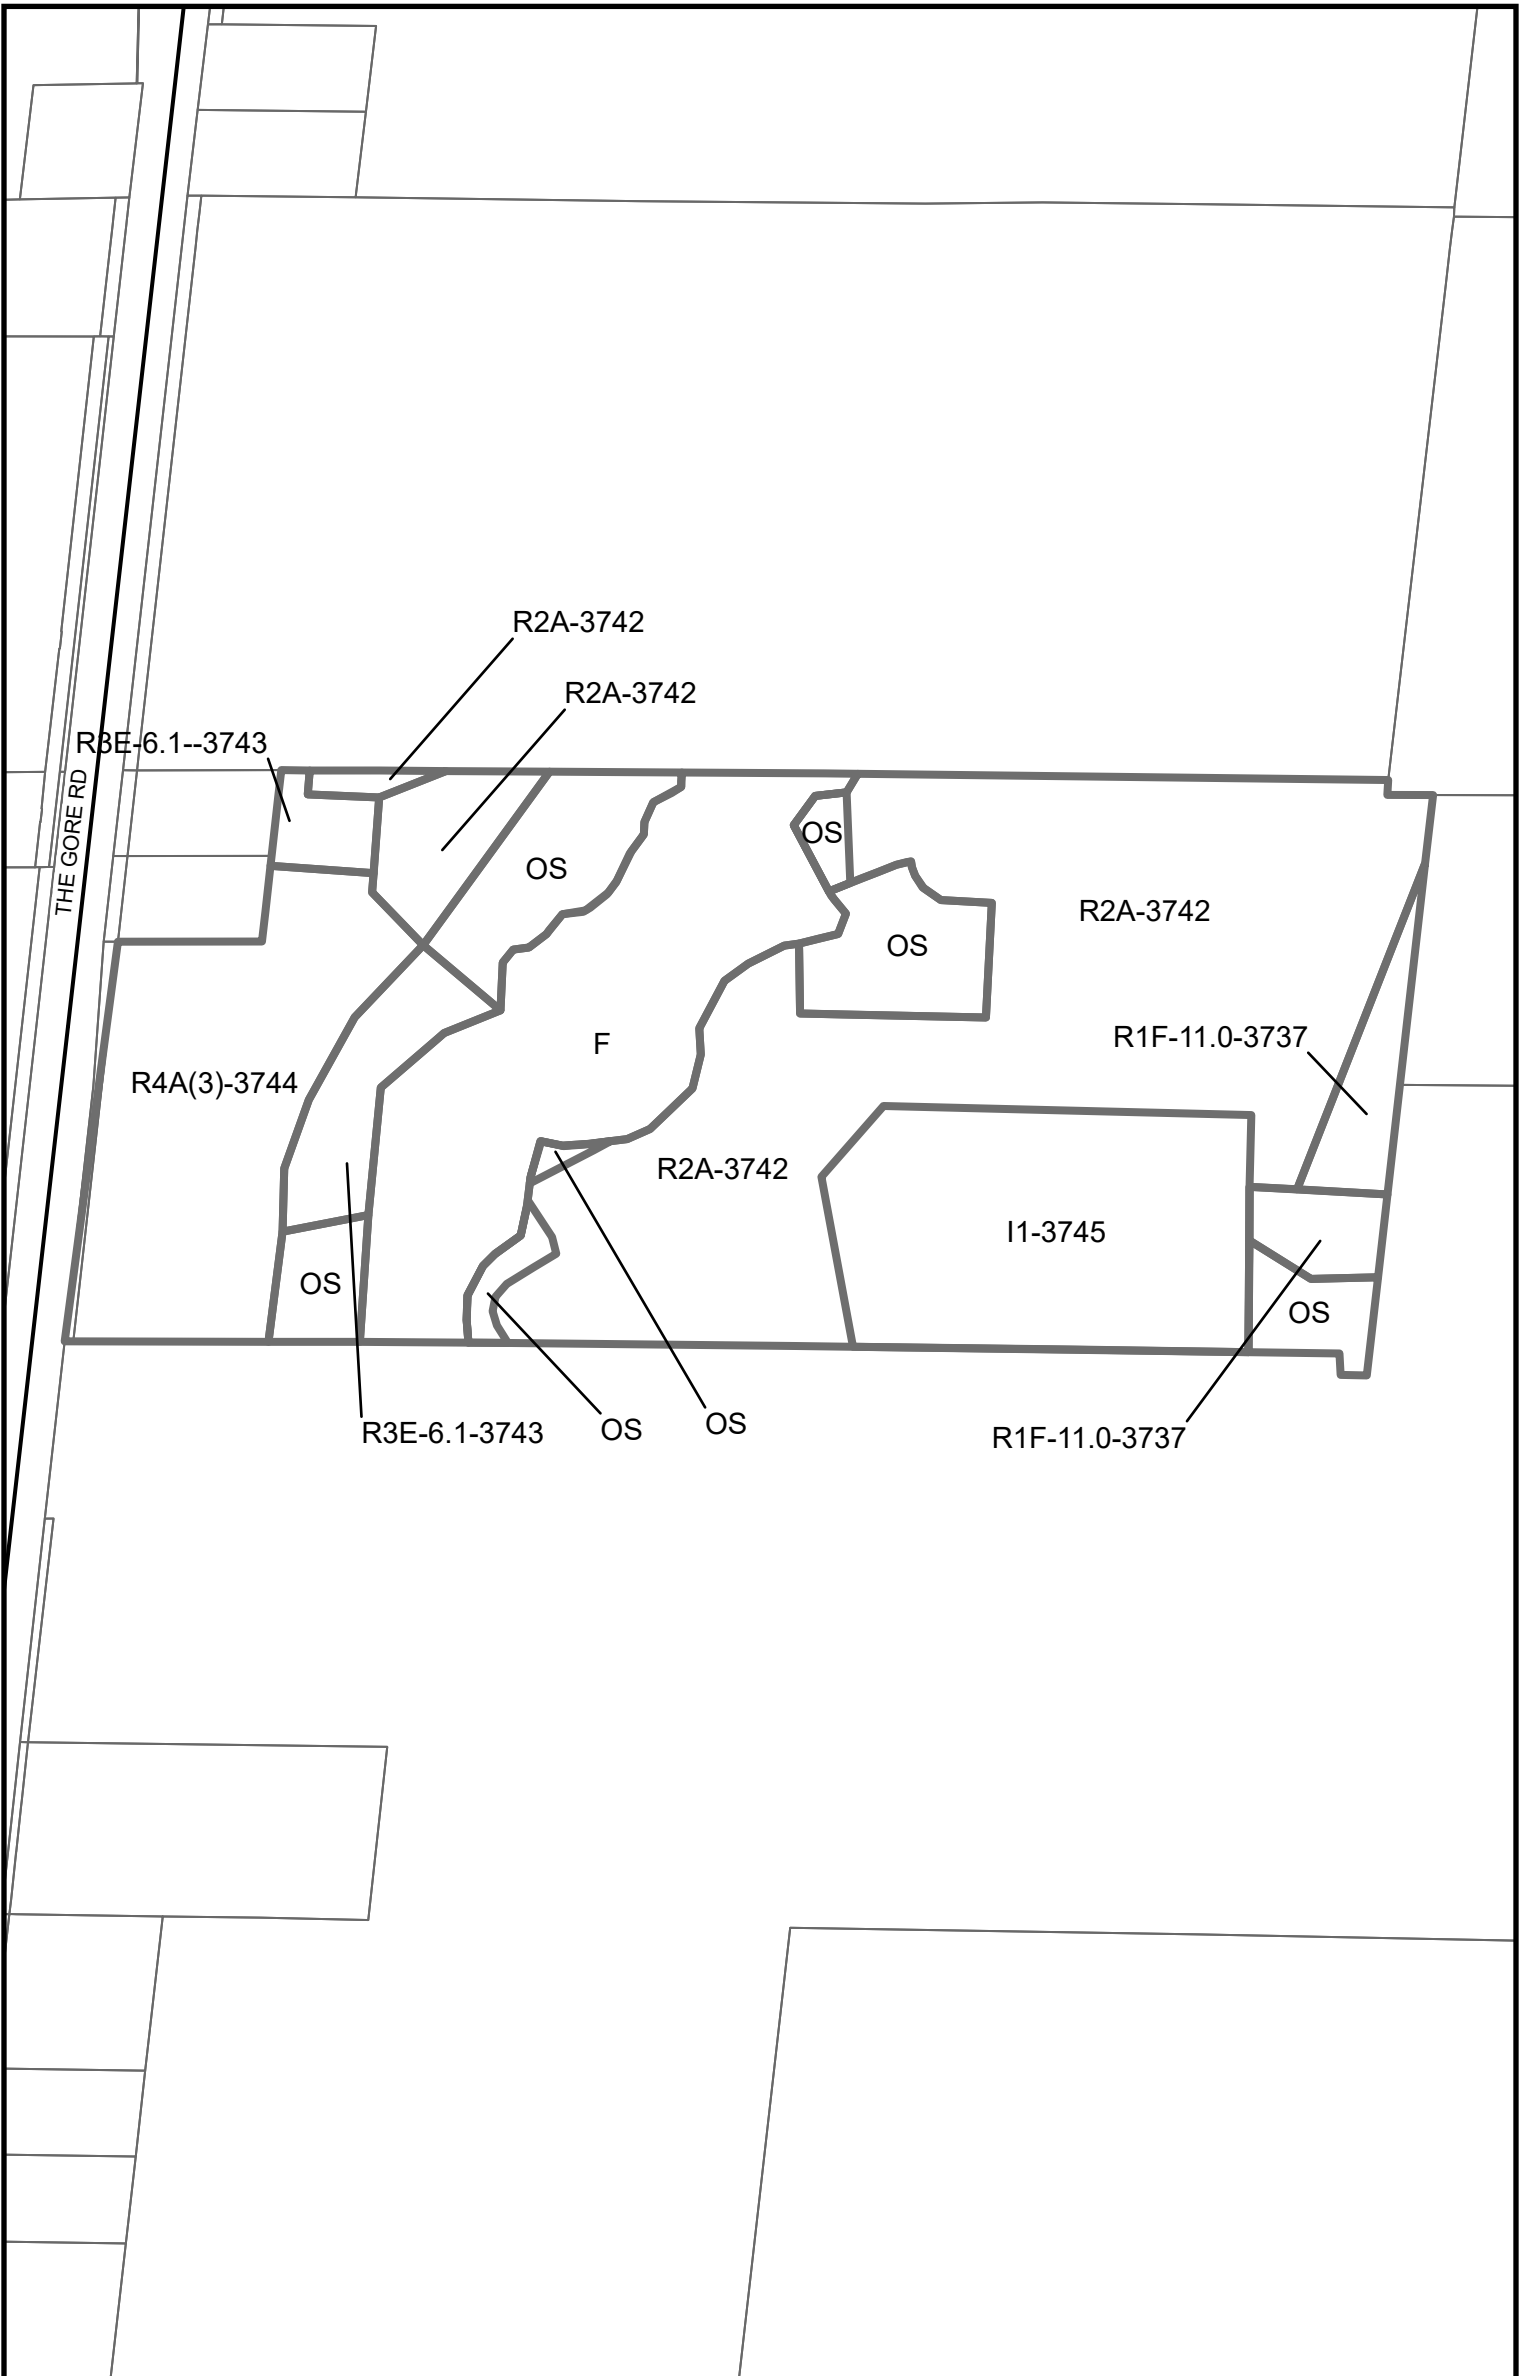 R2A-3742
R2A-3742
R3E-6.1--3743
THE GORE RD
OS
OS
R2A-3742
OS
R1F-11.0-3737
F
R4A(3)-3744
R2A-3742
I1-3745
OS
OS
R3E-6.1-3743
OS
OS
R1F-11.0-3737